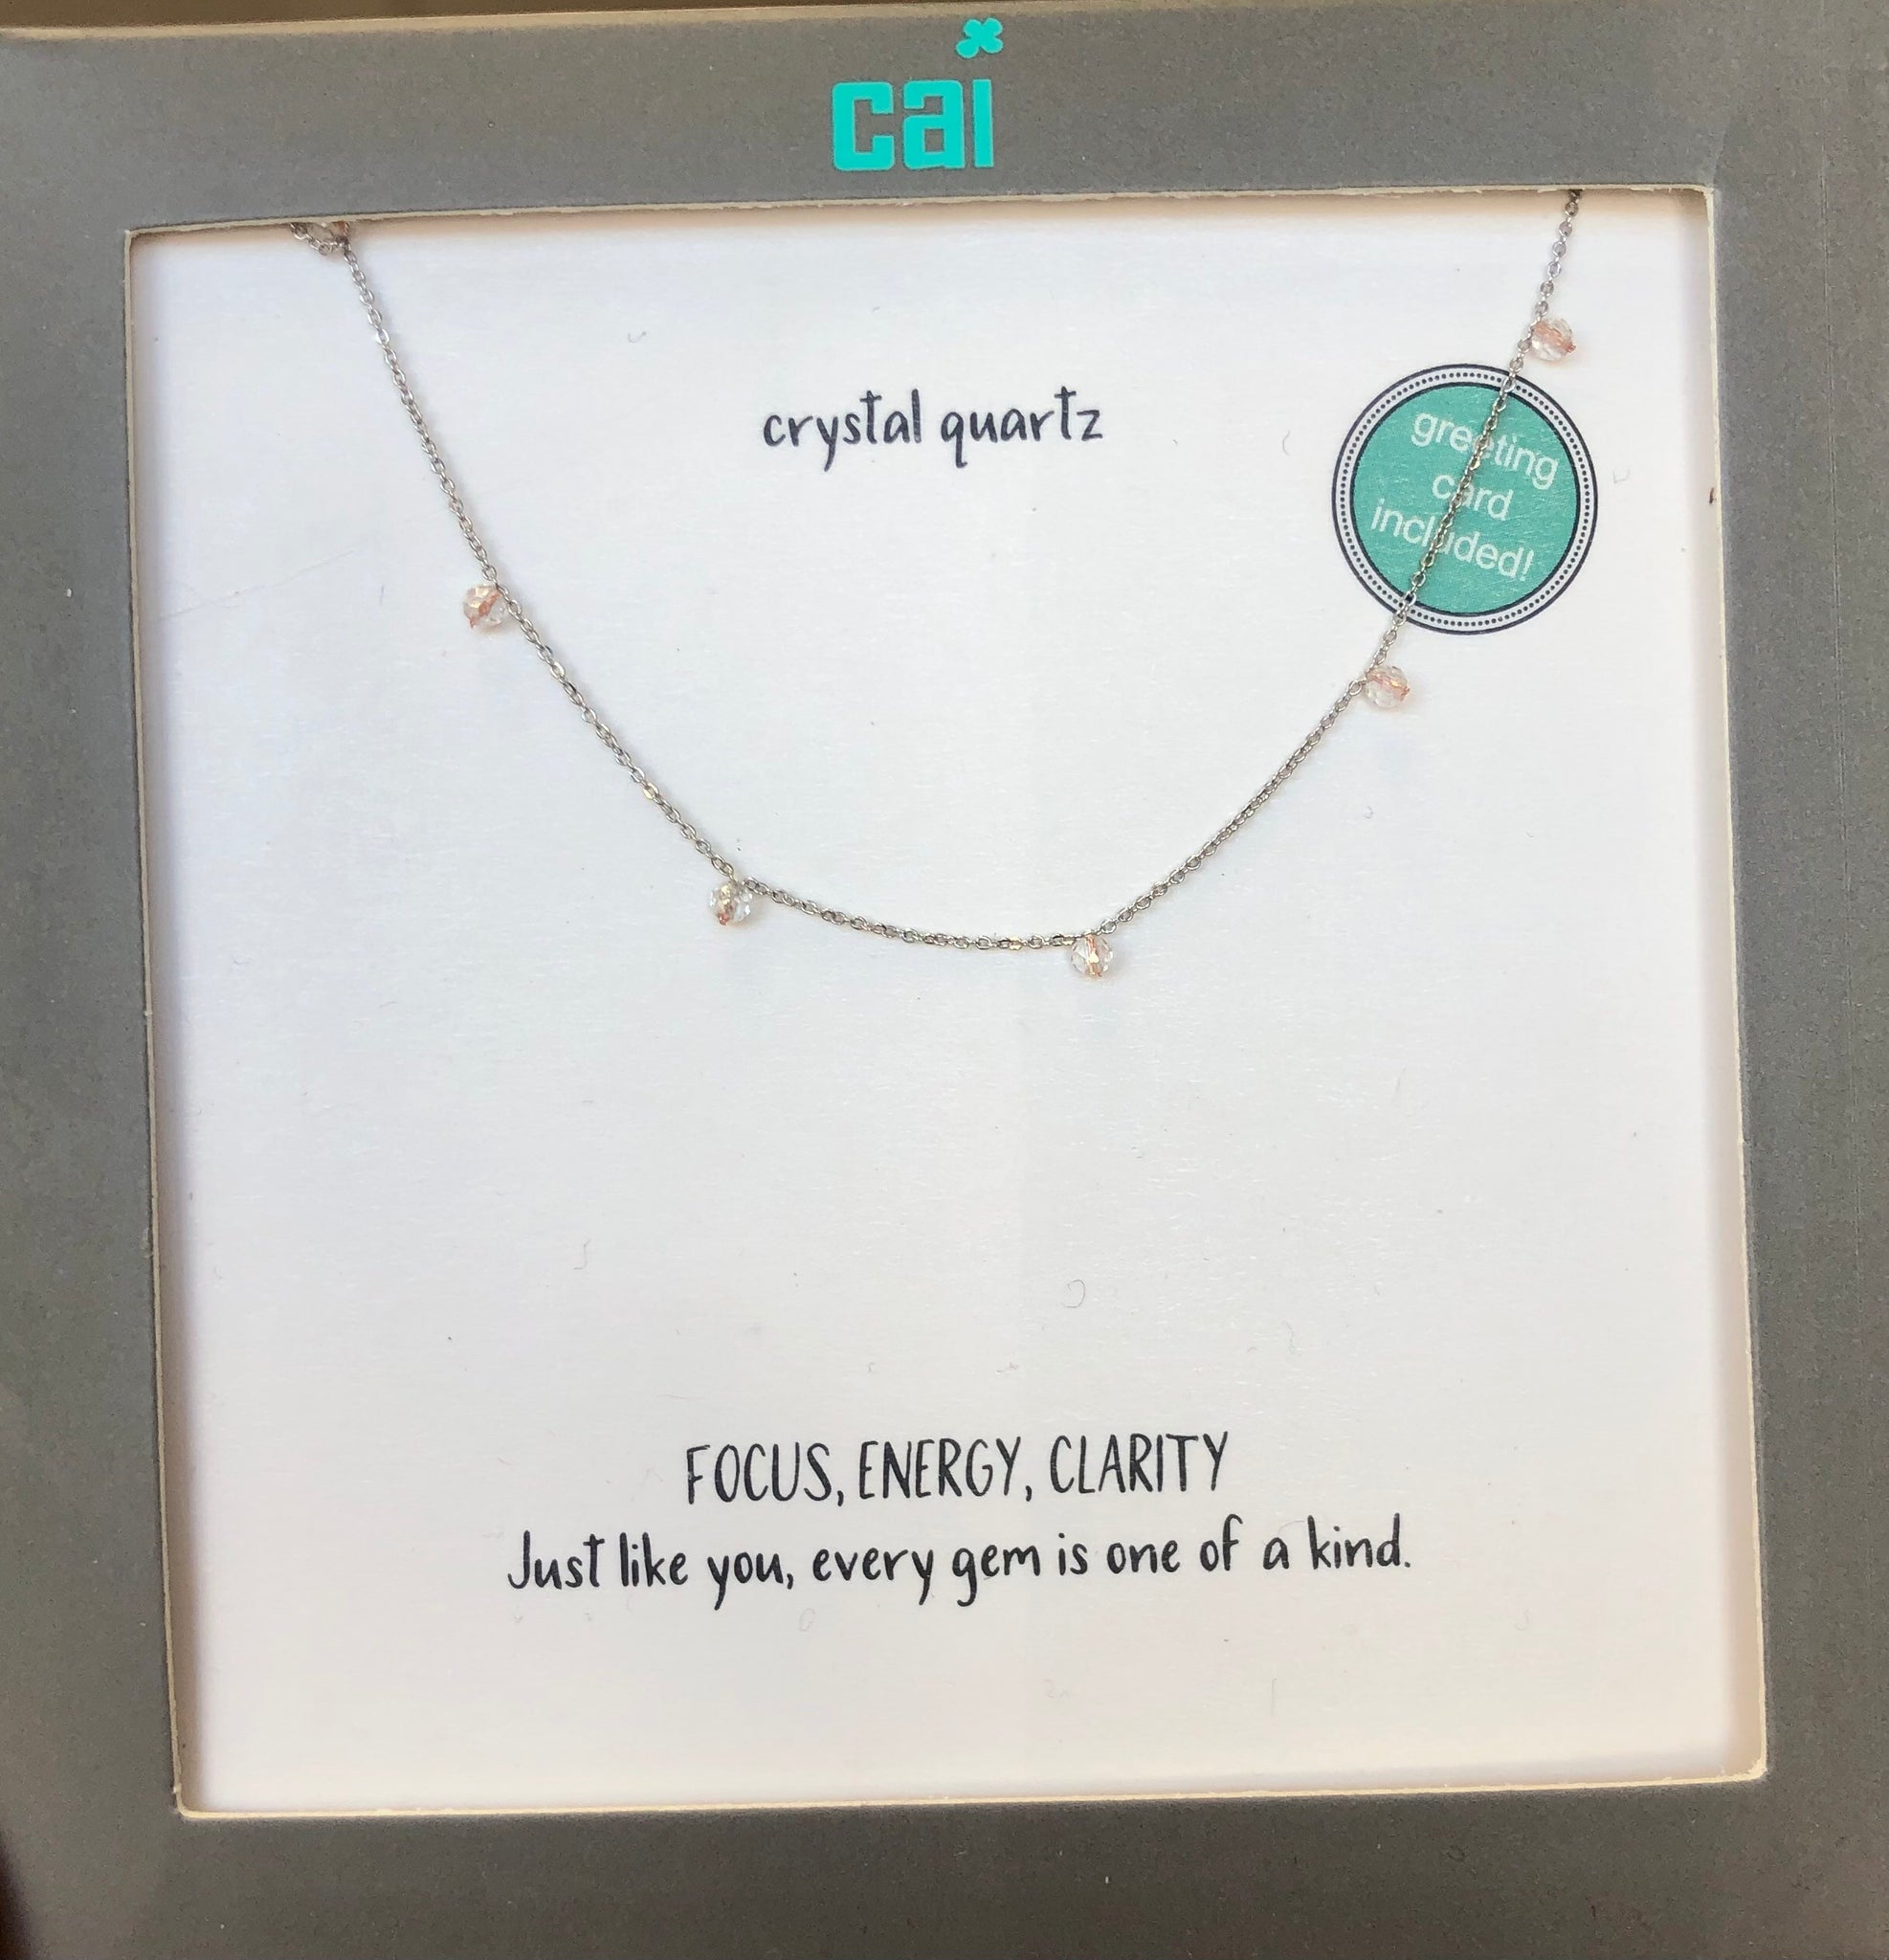 cai
crystal quartz
greeting
card
included!
FOCUS, ENERGY, CLARITY
Just like you, every gem is one of a kind.